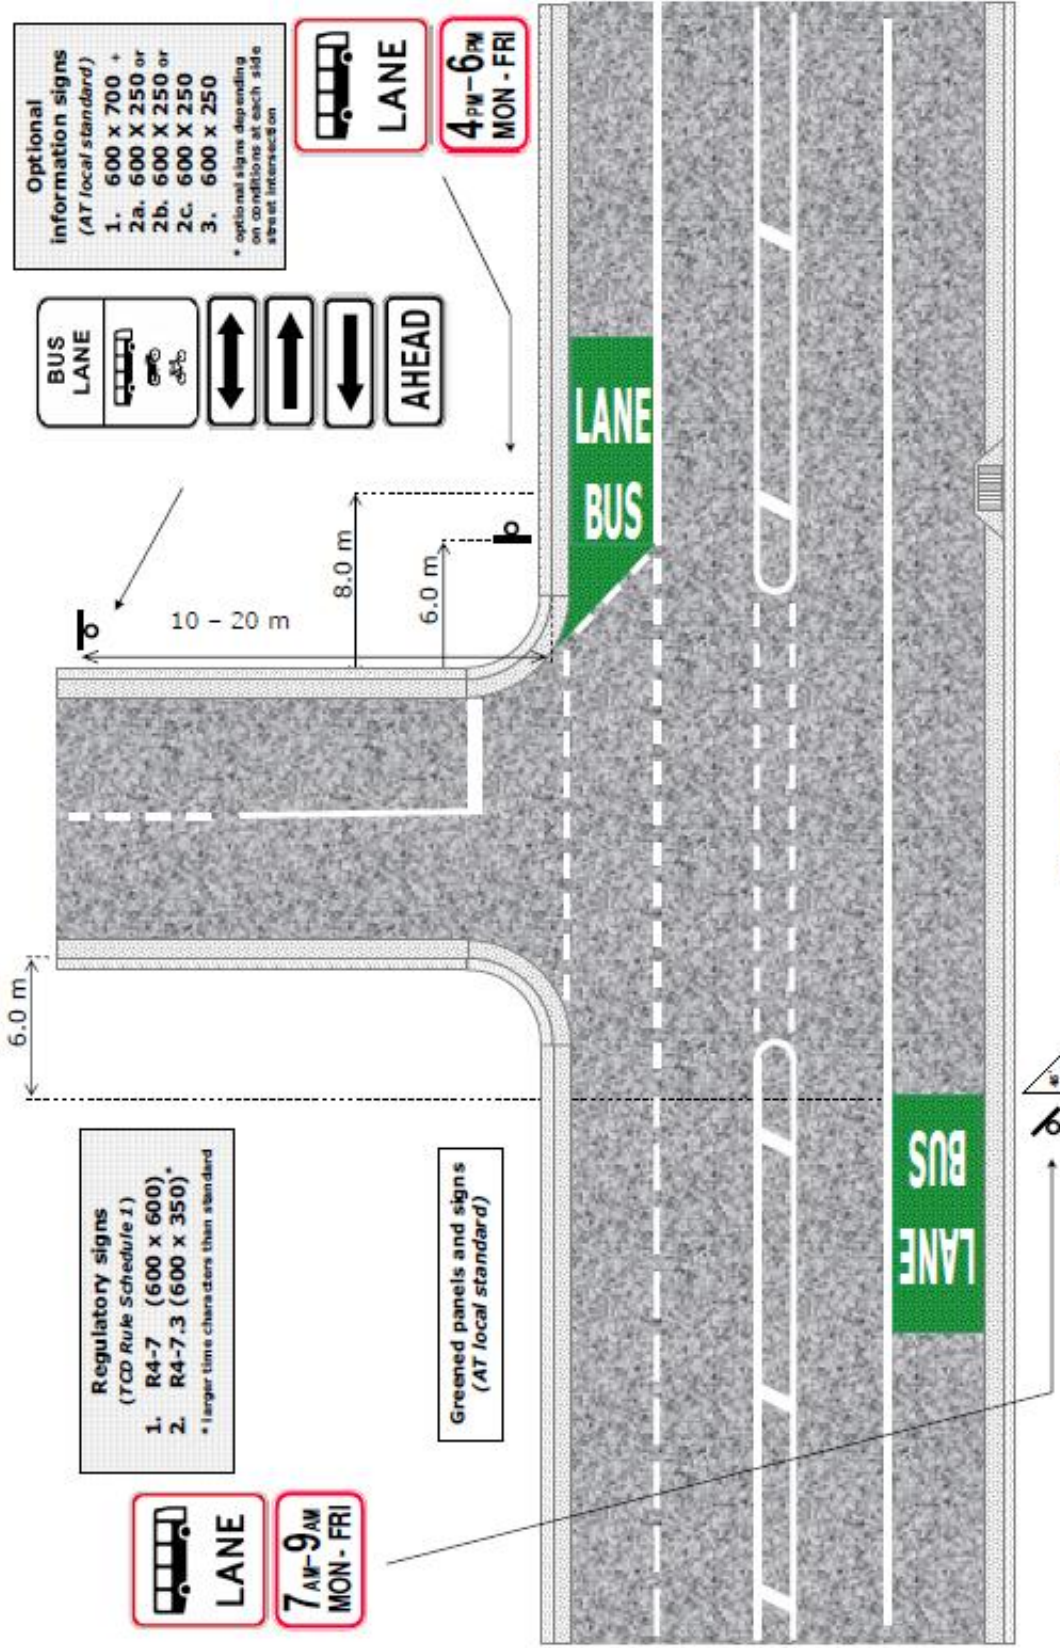 Optional
information signs
(AT local standard)
1. 600 x 700 +
2a. 600 X 250 or
2b. 600 X 250 or
2c. 600 X 250
3. 600 x 250
* optional signs depending
on conditions at each side
street intersection
LANE
4PM-6PM
MON - FRI
BUS
LANE
AHEAD
8.0 m
6.0 m
10 – 20 m
LANE
BUS
6.0 m
Regulatory signs
(TCD Rule Schedule 1)
1. R4-7 (600 x 600)
2. R4-7.3 (600 x 350)*
* larger time characters than standard
Greened panels and signs
(AT local standard)
LANE
7AM-9AM
MON - FRI
BUS
LANE